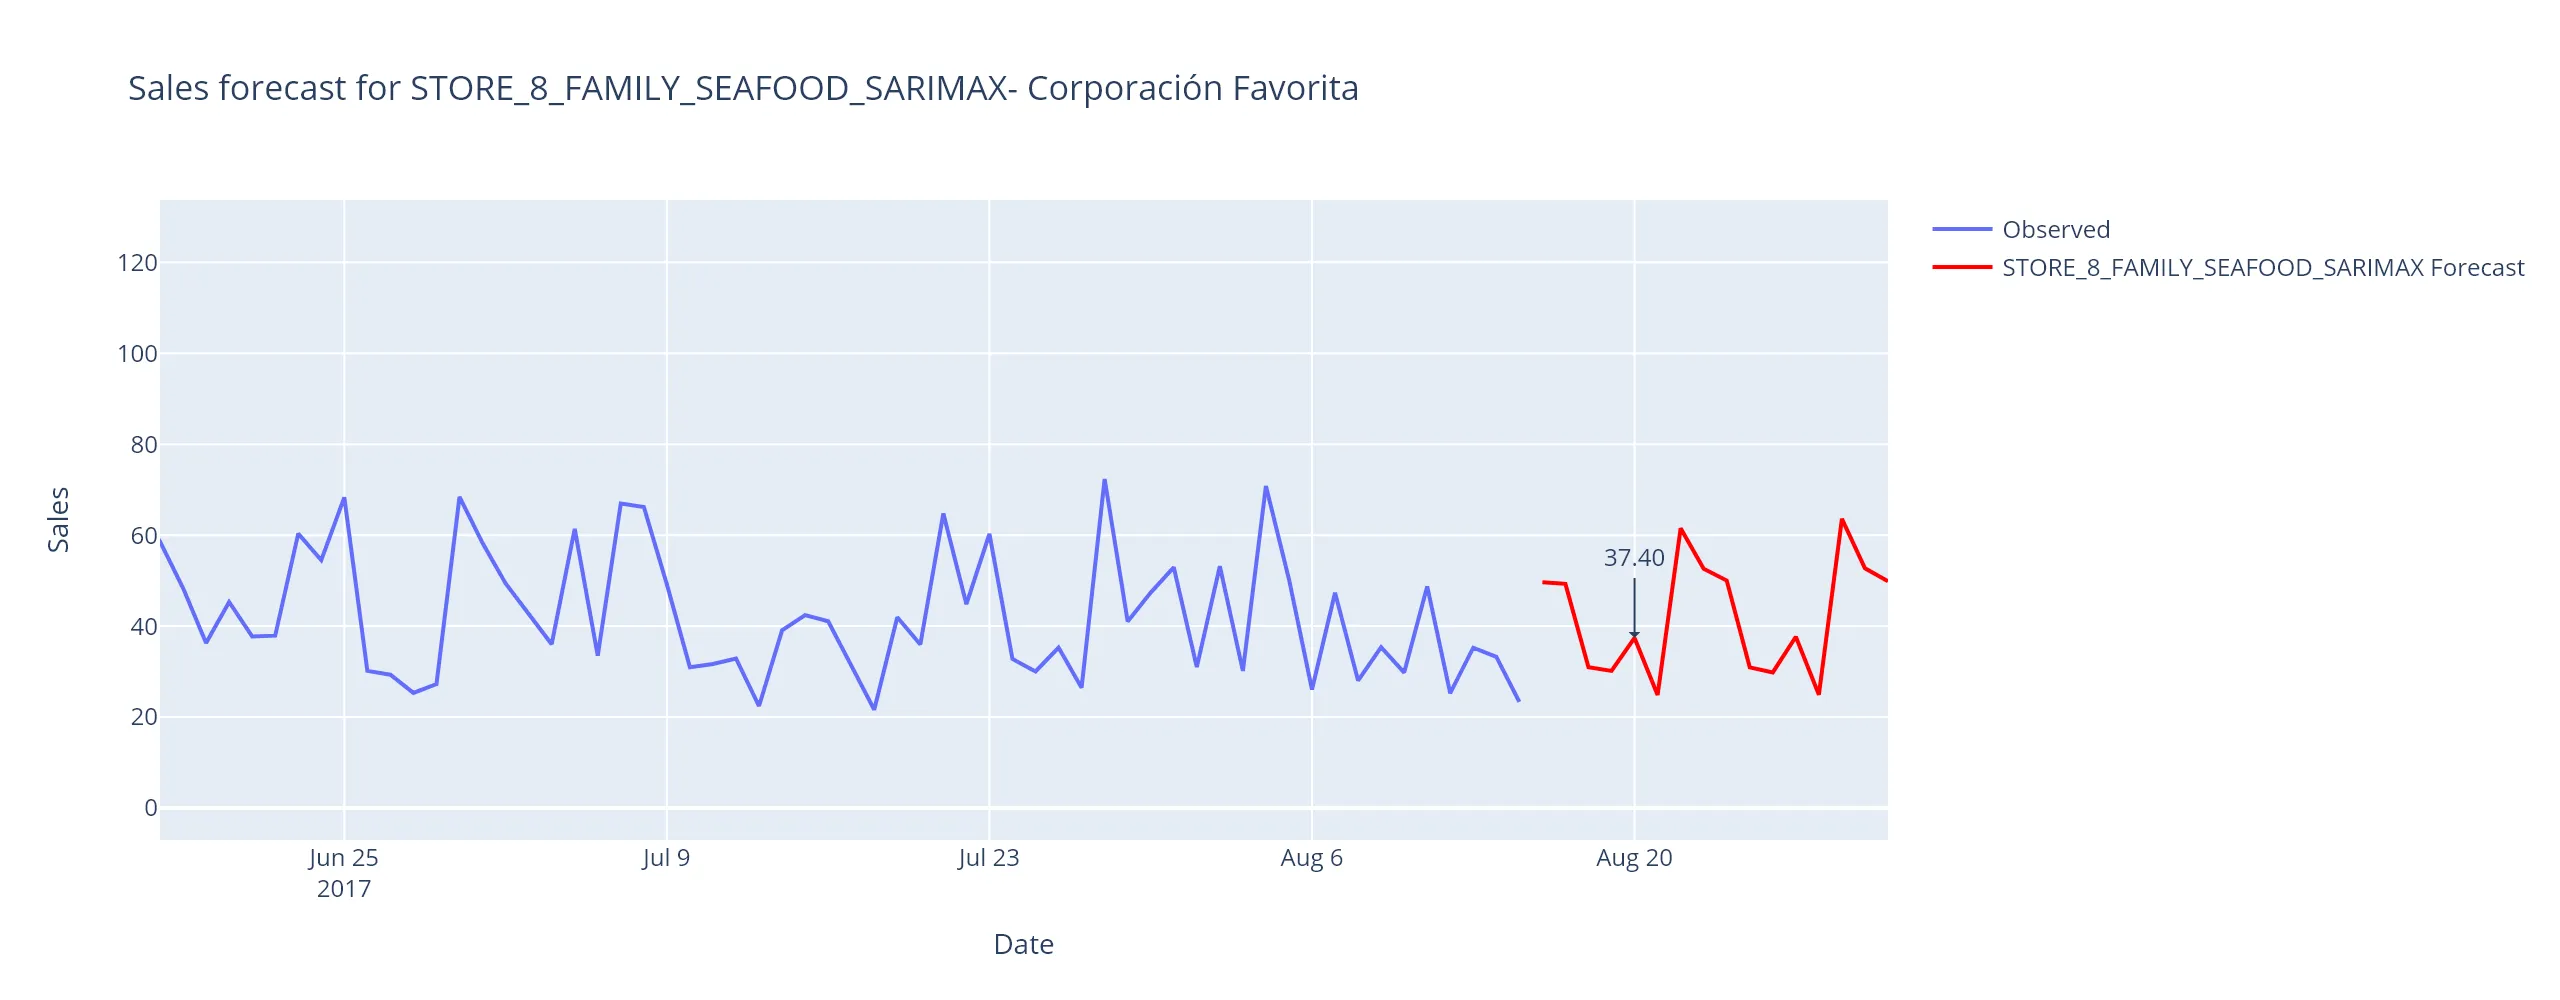 Sales forecast for STORE_8_FAMILY_SEAFOOD_SARIMAX- Corporación Favorita
Observed
STORE_8_FAMILY_SEAFOOD_SARIMAX Forecast
120
100
80
60
40
20
0
Sales
37.40
Jun 25
2017
Jul 9
Jul 23
Aug 6
Aug 20
Date